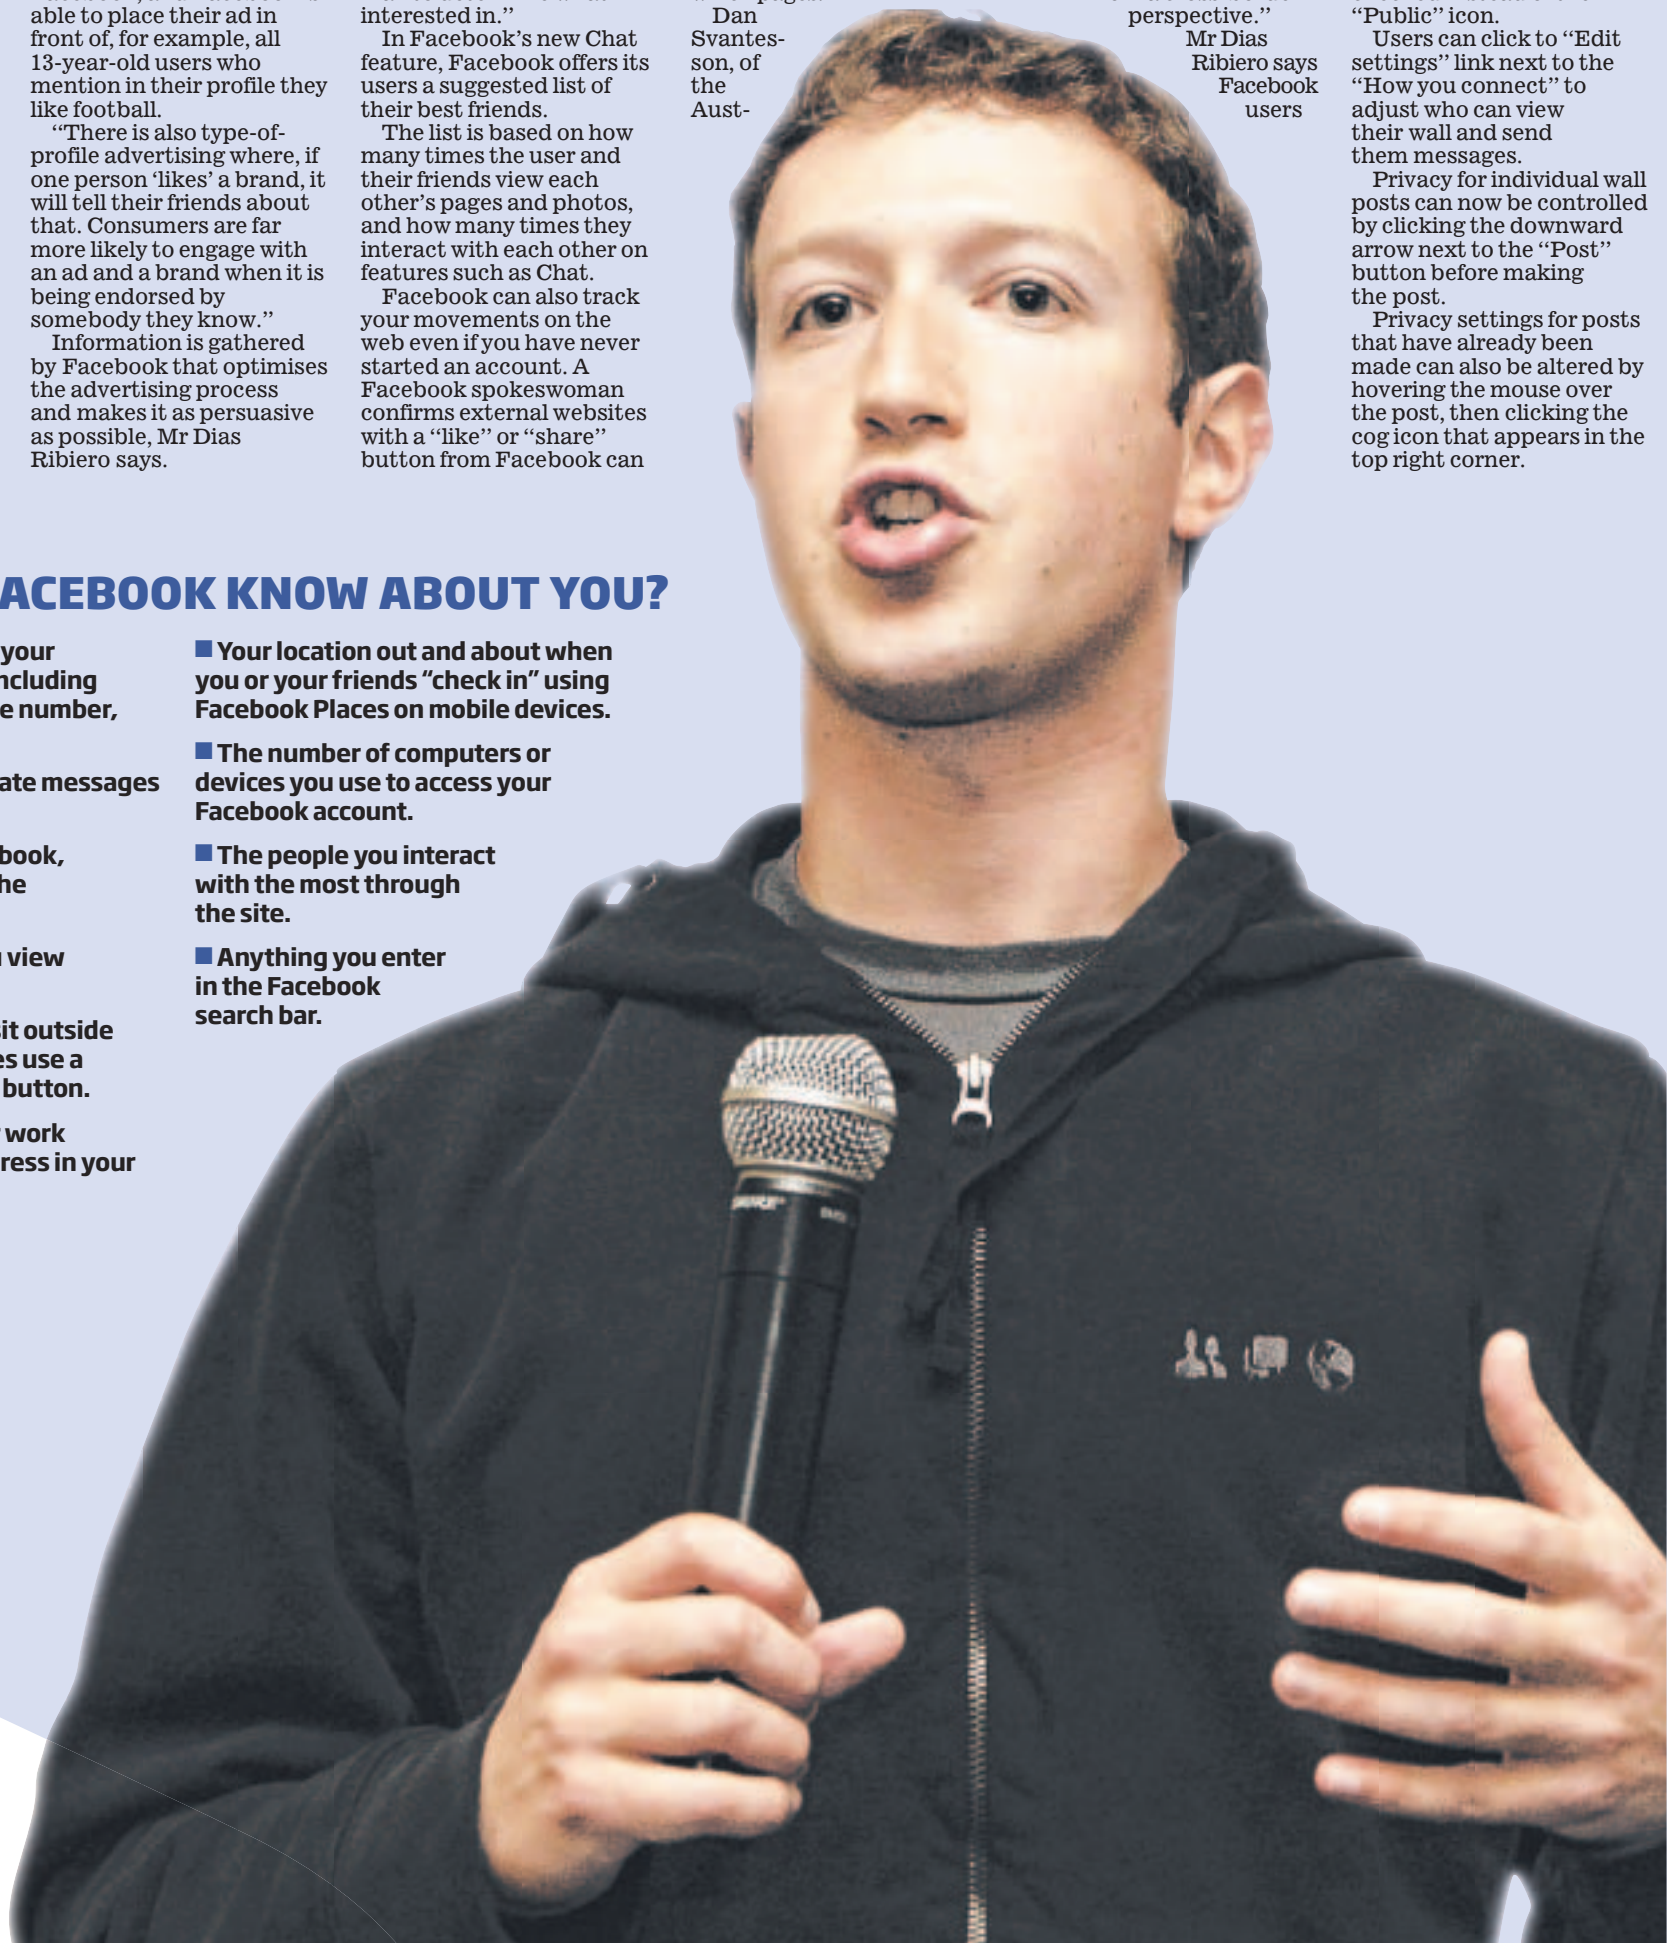 able to place their ad in
front of, for example, all
13-year-old users who
mention in their profile they
like football.
“There is also type-of-
profile advertising where, if
one person ‘likes’ a brand, it
will tell their friends about
that. Consumers are far
more likely to engage with
an ad and a brand when it is
being endorsed by
somebody they know.”
Information is gathered
by Facebook that optimises
the advertising process
and makes it as persuasive
as possible, Mr Dias
Ribiero says.
interested in.”
In Facebook’s new Chat
feature, Facebook offers its
users a suggested list of
their best friends.
The list is based on how
many times the user and
their friends view each
other’s pages and photos,
and how many times they
interact with each other on
features such as Chat.
Facebook can also track
your movements on the
web even if you have never
started an account. A
Facebook spokeswoman
confirms external websites
with a “like” or “share”
button from Facebook can
Dan
Svantes-
son, of
the
Aust-
perspective.”
Mr Dias
Ribiero says
Facebook
users
“Public” icon.
Users can click to “Edit
settings” link next to the
“How you connect” to
adjust who can view
their wall and send
them messages.
Privacy for individual wall
posts can now be controlled
by clicking the downward
arrow next to the “Post”
button before making
the post.
Privacy settings for posts
that have already been
made can also be altered by
hovering the mouse over
the post, then clicking the
cog icon that appears in the
top right corner.
ACEBOOK KNOW ABOUT YOU?
your
ncluding
e number,
ate messages
book,
he
view
sit outside
es use a
button.
work
ress in your
■ Your location out and about when
you or your friends “check in” using
Facebook Places on mobile devices.
■ The number of computers or
devices you use to access your
Facebook account.
■ The people you interact
with the most through
the site.
■ Anything you enter
in the Facebook
search bar.